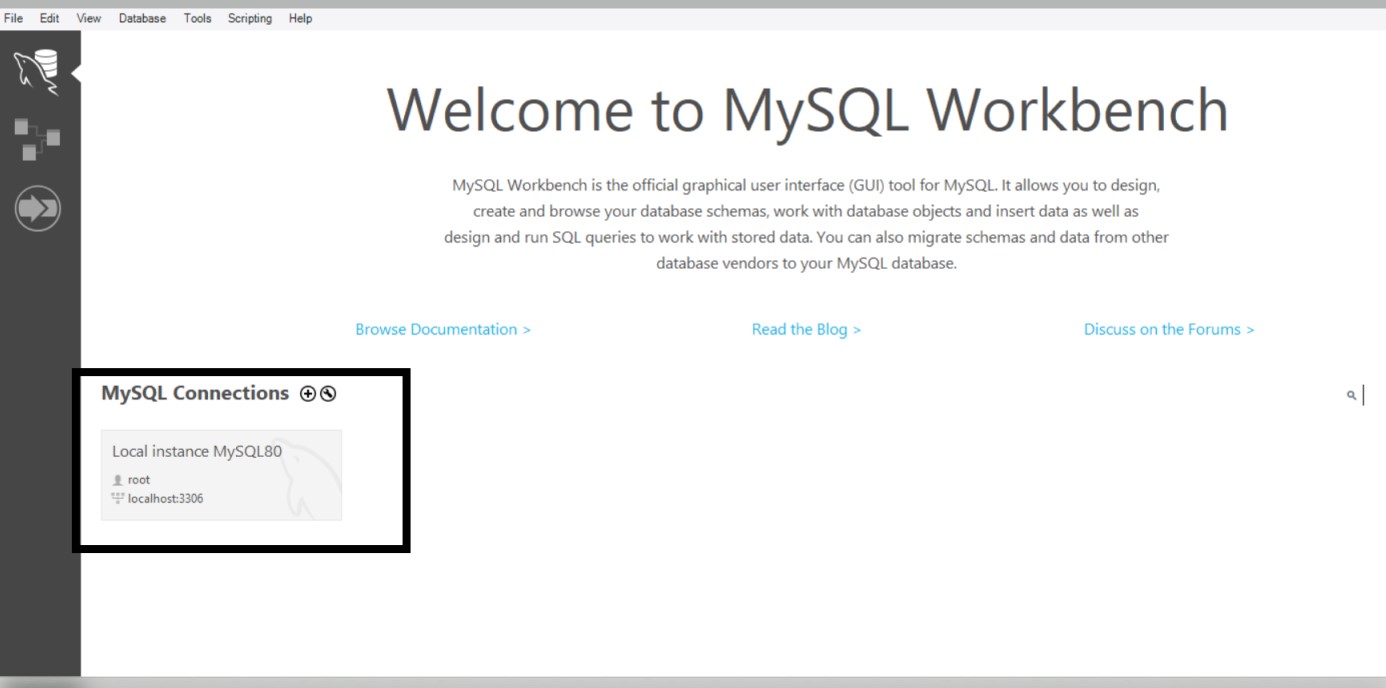 File Edit View Database Tools Scripting Help
Welcome to MySQL Workbench
MySQL Workbench is the official graphical user interface (GUI) tool for MySQL. It allows you to design,
create and browse your database schemas, work with database objects and insert data as well as
design and run SQL queries to work with stored data. You can also migrate schemas and data from other
database vendors to your MySQL database.
Browse Documentation > Read the Blog > Discuss on the Forums >
MySQL Connections
Local instance MySQL80
root
localhost:3306